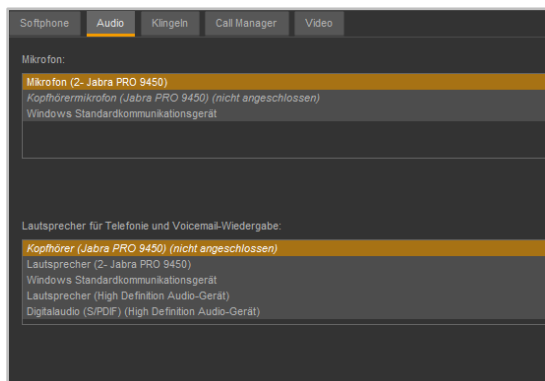 Softphone Audio Klingeln Call Manager Video
Mikrofon:
Mikrofon (2- Jabra PRO 9450)
Kopfhörermikrofon (Jabra PRO 9450) (nicht angeschlossen)
Windows Standardkommunikationsgerät
Lautsprecher für Telefonie und Voicemail-Wiedergabe:
Kopfhörer (Jabra PRO 9450) (nicht angeschlossen)
Lautsprecher (2- Jabra PRO 9450)
Windows Standardkommunikationsgerät
Lautsprecher (High Definition Audio-Gerät)
Digitalaudio (S/PDIF) (High Definition Audio-Gerät)